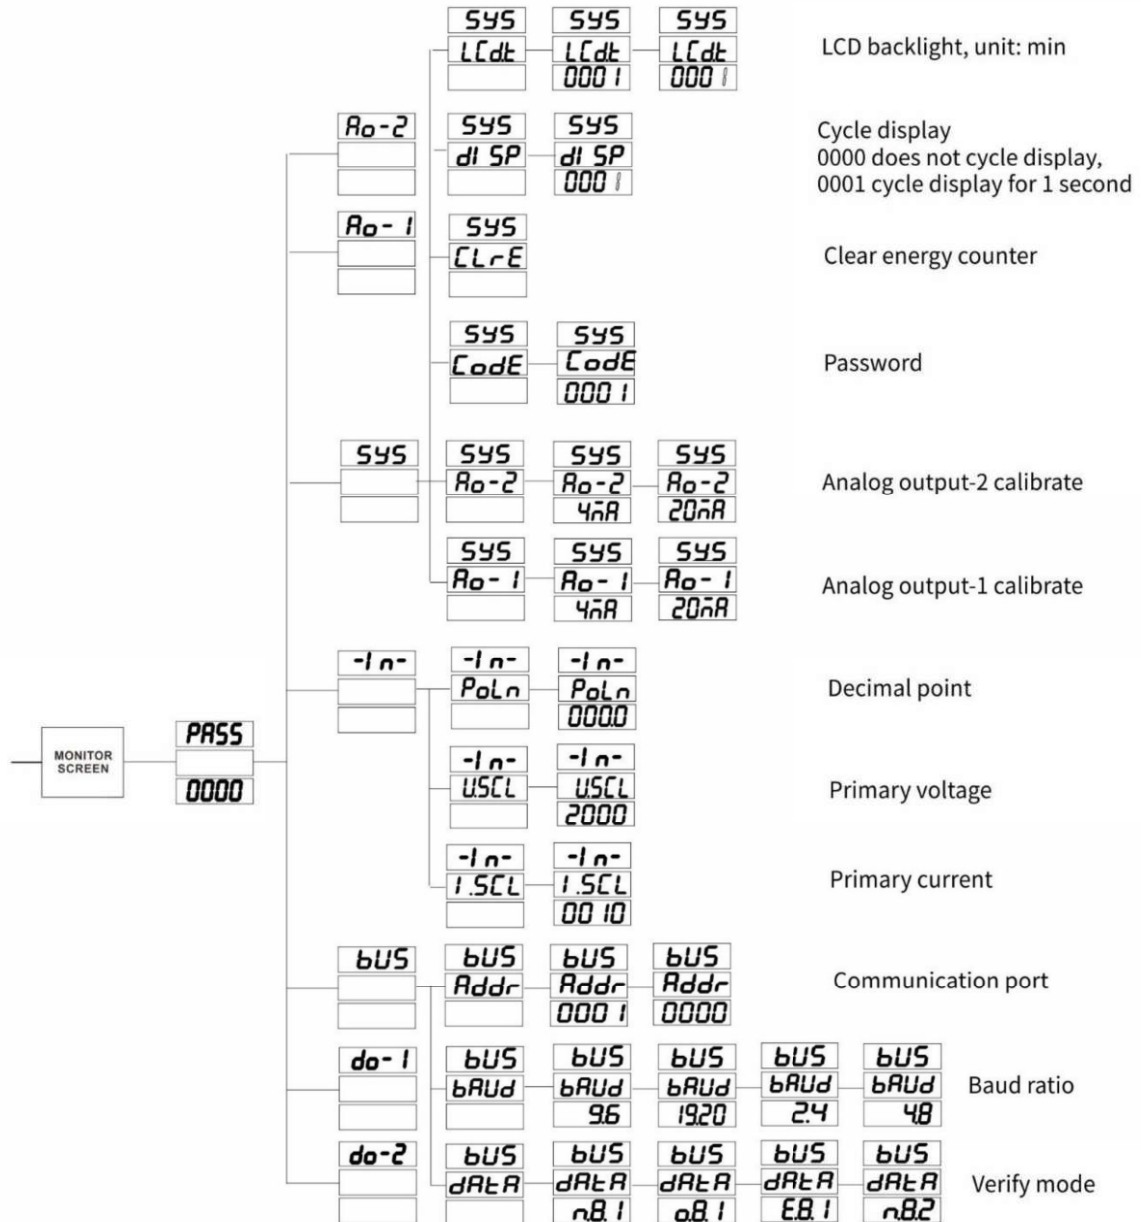 SYS SYS SYS
LCd.t LCd.t LCd.t
0001 0001
LCD backlight, unit: min
Ao-2
SYS SYS
dISP dISP
0001
Cycle display
0000 does not cycle display,
0001 cycle display for 1 second
Ao-1
SYS
CLrE
Clear energy counter
SYS SYS
CodE CodE
0001
Password
SYS
SYS SYS SYS
Ao-2 Ao-2 Ao-2
4mA 20mA
Analog output-2 calibrate
SYS SYS SYS
Ao-1 Ao-1 Ao-1
4mA 20mA
Analog output-1 calibrate
-In-
-In- -In-
PoLn PoLn
000.0
Decimal point
MONITOR
SCREEN
PASS
0000
-In- -In-
U.SCL U.SCL
2000
Primary voltage
-In- -In-
I.SCL I.SCL
0010
Primary current
bUS
bUS bUS bUS
Addr Addr Addr
0001 0000
Communication port
do-1
bUS bUS bUS bUS bUS
bAUd bAUd bAUd bAUd bAUd
9.6 19.20 2.4 4.8
Baud ratio
do-2
bUS bUS bUS bUS bUS
dAtA dAtA dAtA dAtA dAtA
n.8.1 o.8.1 E.8.1 n.8.2
Verify mode